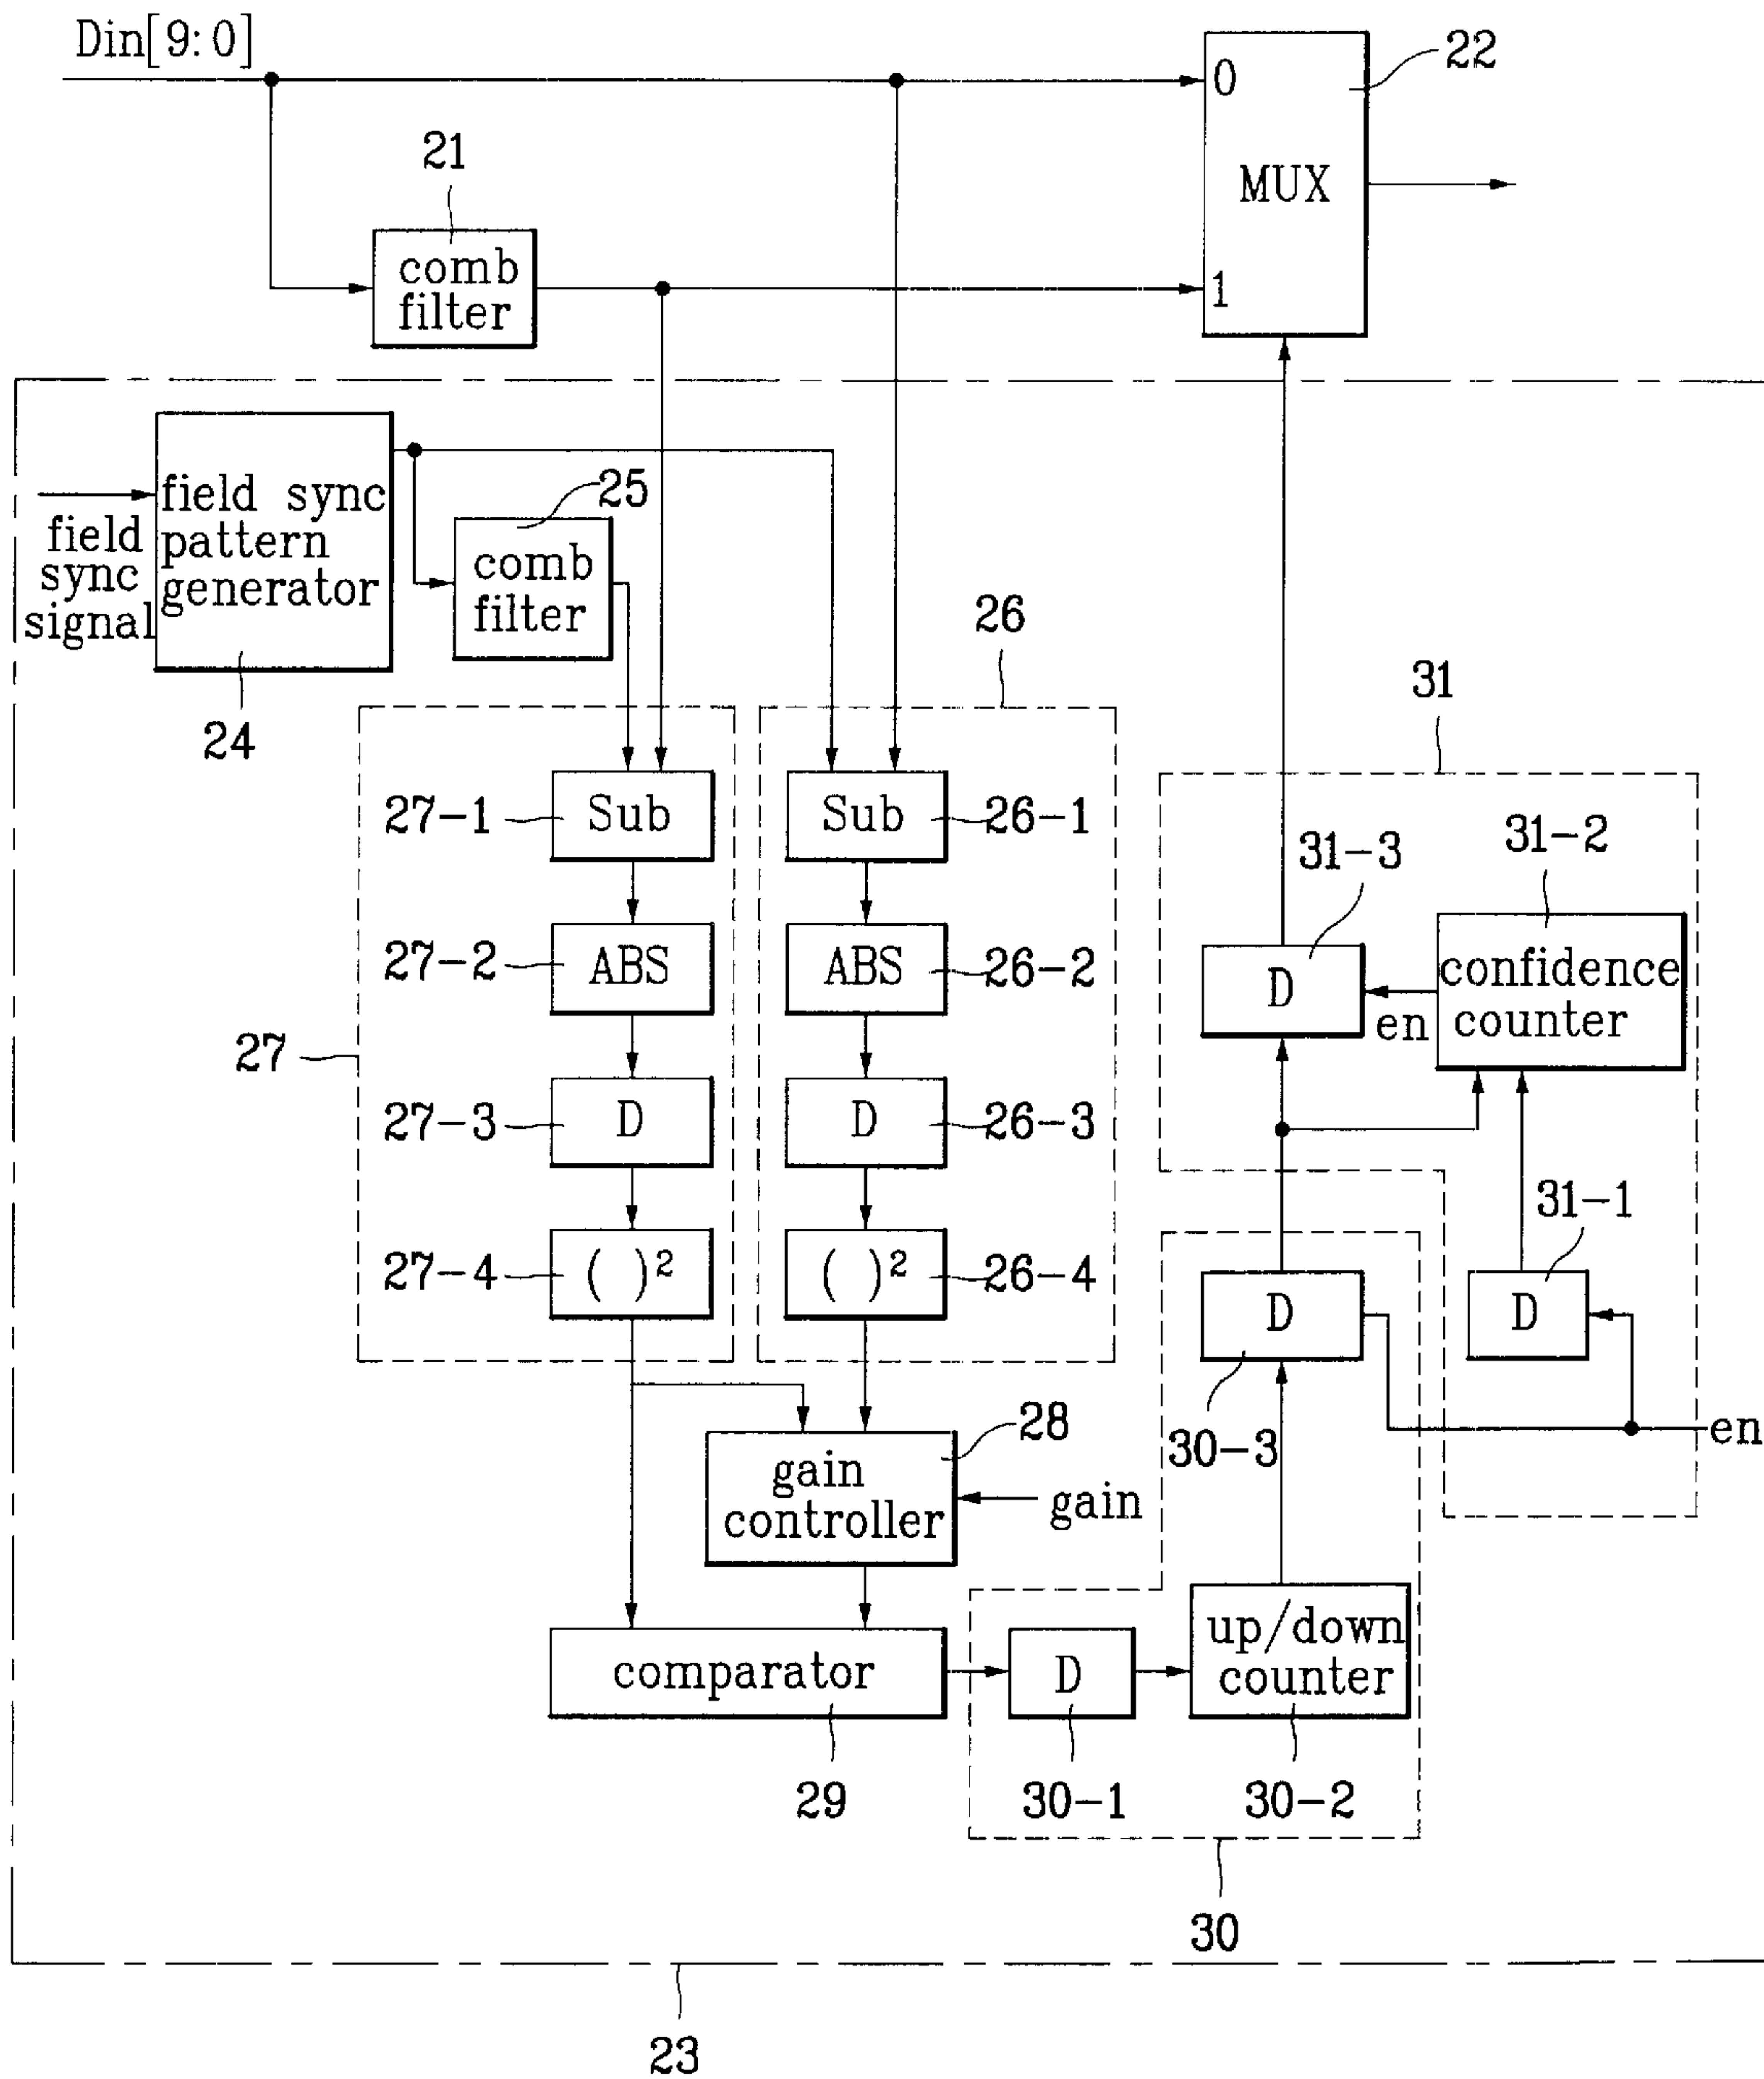 Din[9:0]
22
0
MUX
1
21
comb
filter
field sync
pattern
generator
field
sync
signal
24
25
comb
filter
26
27
31
27-1
Sub
Sub
26-1
31-3
31-2
27-2
ABS
ABS
26-2
D
en
confidence
counter
27-3
D
D
26-3
31-1
27-4
( )²
( )²
26-4
D
D
30-3
en
28
gain
controller
gain
comparator
29
D
30-1
up/down
counter
30-2
30
23